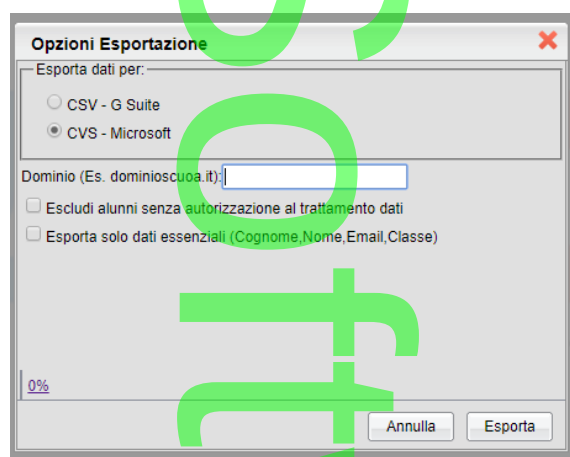 Opzioni Esportazione
Esporta dati per:
CSV - G Suite
CVS - Microsoft
Dominio (Es. dominioscuoa.it):
Escludi alunni senza autorizzazione al trattamento dati
Esporta solo dati essenziali (Cognome,Nome,Email,Classe)
0%
Annulla
Esporta